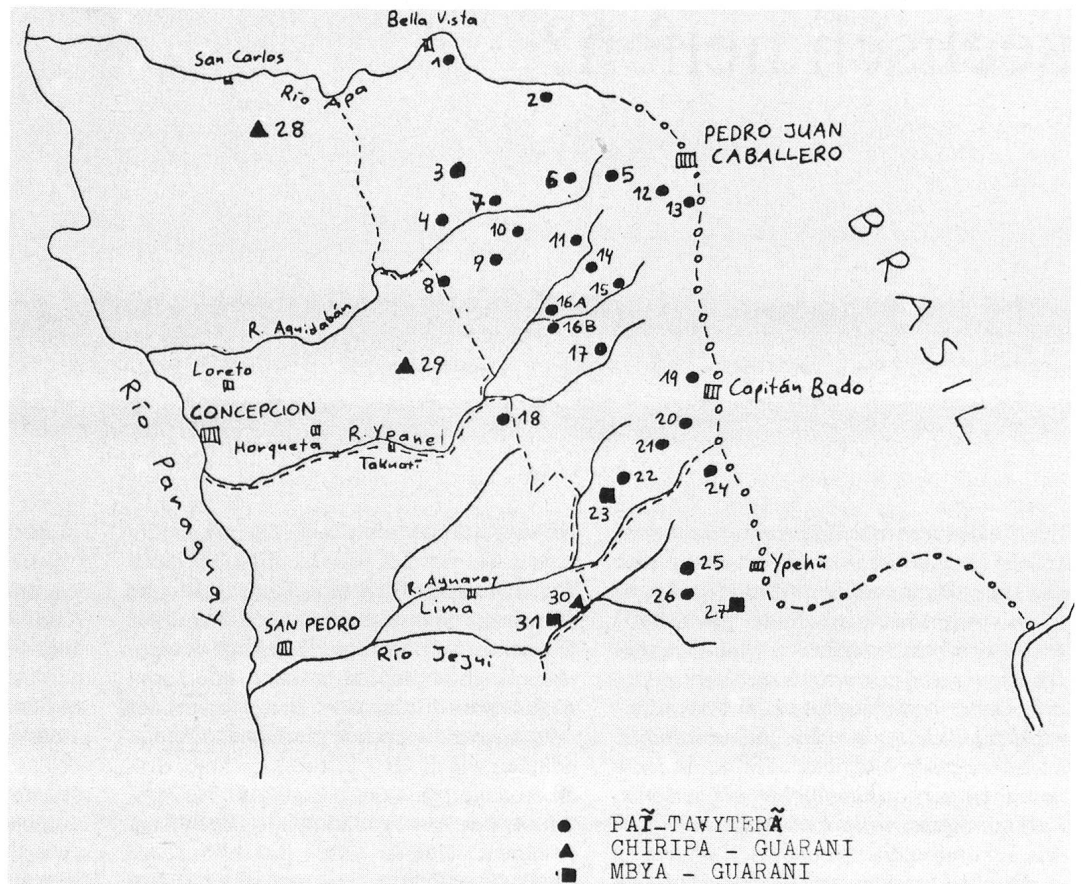 Bella Vista
1
San Carlos
Río Apa
2
28
PEDRO JUAN
CABALLERO
3
6
5
12
13
7
4
10
11
9
14
8
15
16A
16B
R. Aquidabán
17
29
Loreto
19
Capitán Bado
BRASIL
CONCEPCION
Horqueta
R. Ypanei
Takuati
18
20
21
22
24
23
Río Paraguay
25
Ypehũ
R. Aguaray
Lima
30
26
27
31
SAN PEDRO
Río Jejui
● PAĨ-TAVYTERÃ
▲ CHIRIPA - GUARANI
■ MBYA - GUARANI